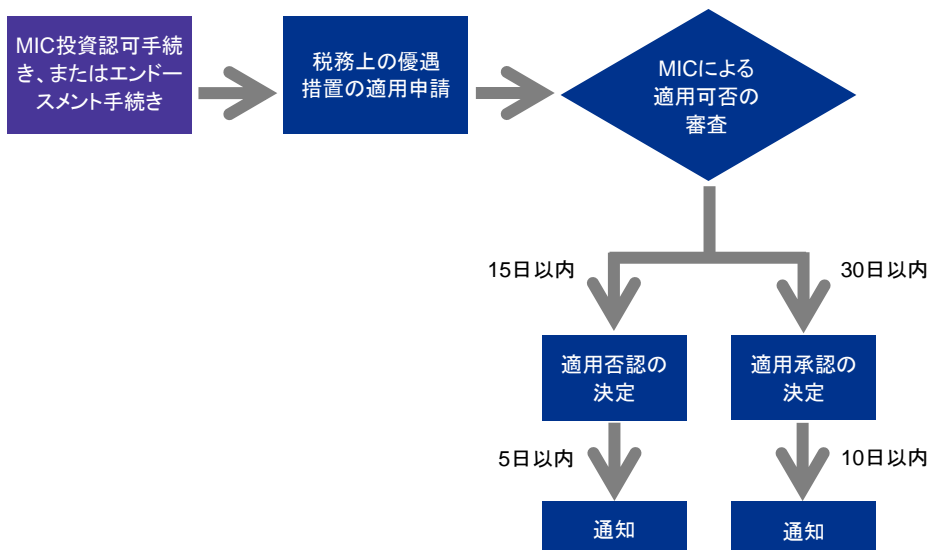 MIC投資認可手続
き、またはエンドー
スメント手続き
税務上の優遇
措置の適用申請
MICによる
適用可否の
審査
15日以内
30日以内
適用否認の
決定
適用承認の
決定
5日以内
10日以内
通知
通知